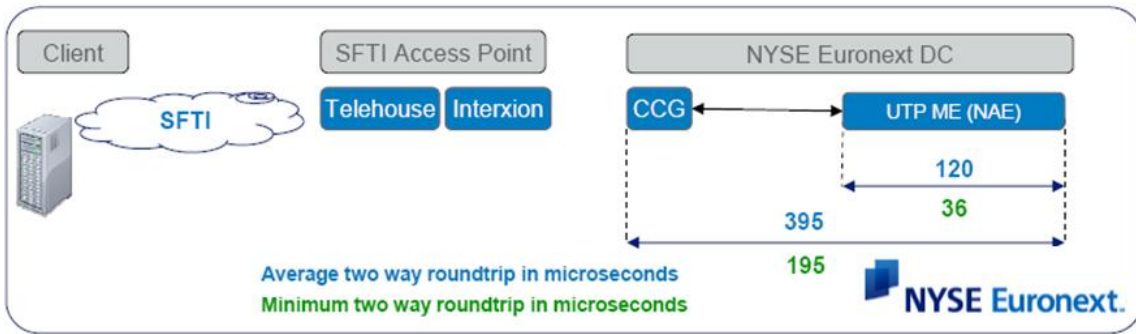 Client
SFTI Access Point
NYSE Euronext DC
SFTI
Telehouse
Interxion
CCG
UTP ME (NAE)
120
36
395
195
Average two way roundtrip in microseconds
Minimum two way roundtrip in microseconds
NYSE Euronext.